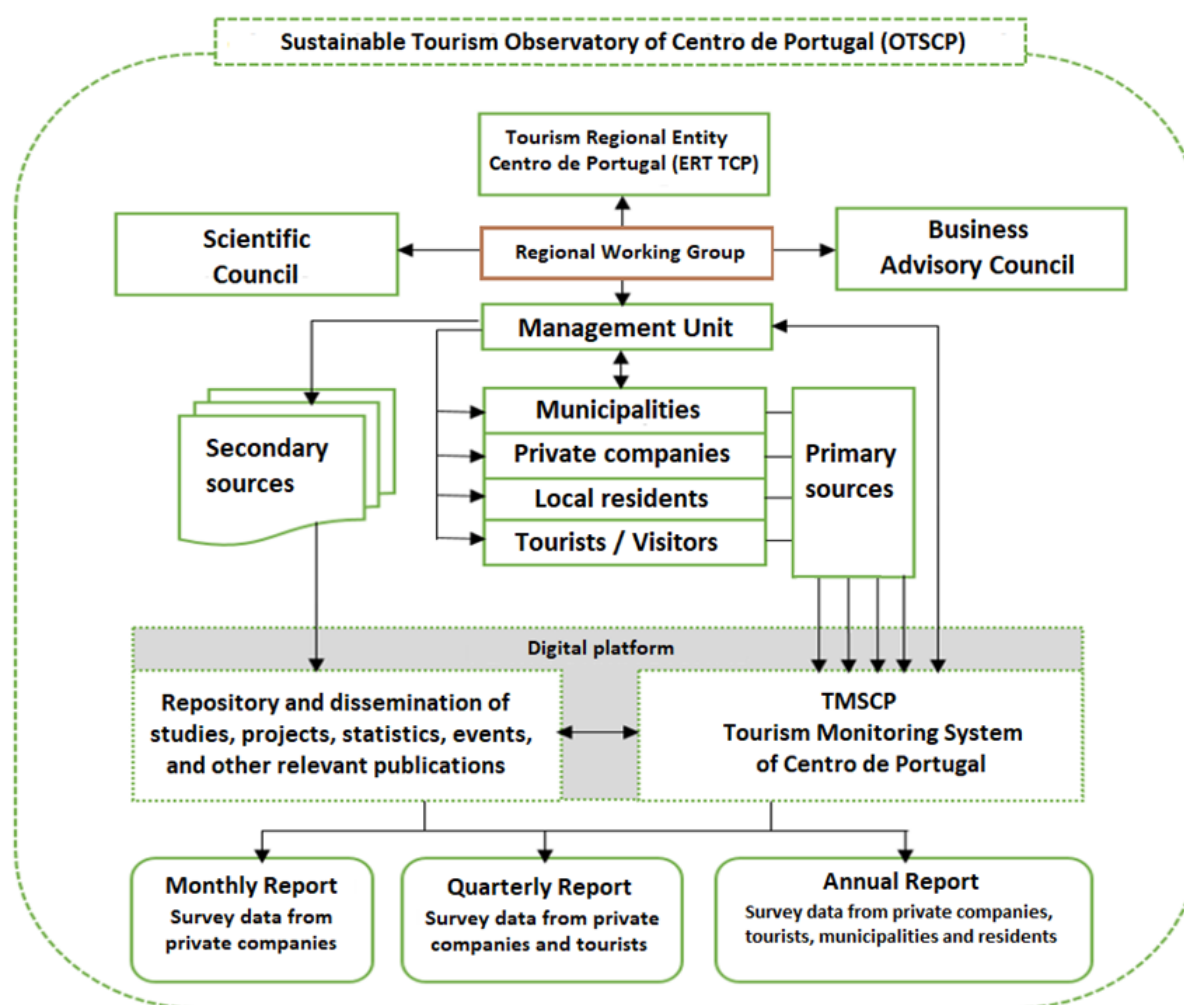 Sustainable Tourism Observatory of Centro de Portugal (OTSCP)
Tourism Regional Entity
Centro de Portugal (ERT TCP)
Scientific
Council
Regional Working Group
Business
Advisory Council
Management Unit
Secondary
sources
Municipalities
Private companies
Local residents
Tourists / Visitors
Primary
sources
Digital platform
Repository and dissemination of
studies, projects, statistics, events,
and other relevant publications
TMSCP
Tourism Monitoring System
of Centro de Portugal
Monthly Report
Survey data from
private companies
Quarterly Report
Survey data from private
companies and tourists
Annual Report
Survey data from private companies,
tourists, municipalities and residents